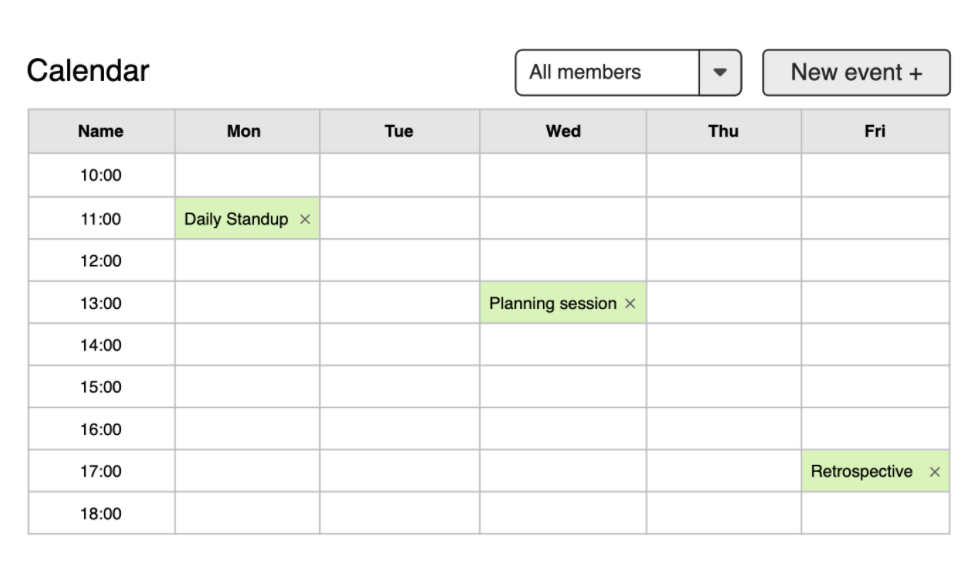 Calendar
All members
New event +
Name Mon Tue Wed Thu Fri
10:00
11:00 Daily Standup ×
12:00
13:00 Planning session ×
14:00
15:00
16:00
17:00 Retrospective ×
18:00